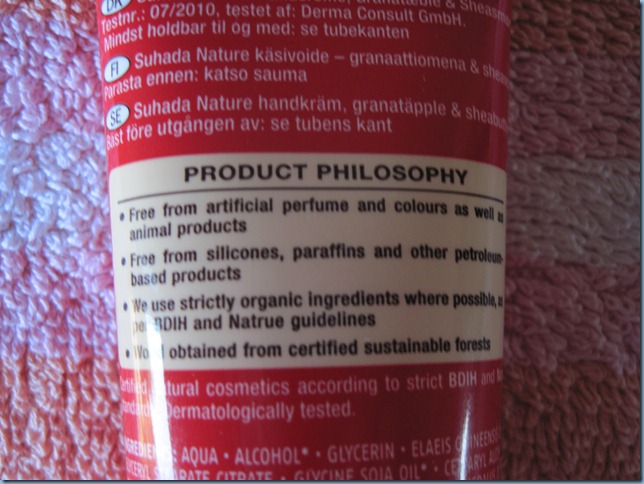 DK
Testnr.: 07/2010, testet af: Derma Consult GmbH.
Mindst holdbar til og med: se tubekanten
FI Suhada Nature käsivoide – granaattiomena &
Parasta ennen: katso sauma
SE Suhada Nature handkräm, granatäpple &
Bäst före utgången av: se tubens kant
PRODUCT PHILOSOPHY
• Free from artificial perfume and colours as well as
animal products
• Free from silicones, paraffins and other petroleum-
based products
• We use strictly organic ingredients where possible, as
per BDIH and Natrue guidelines
• obtained from certified sustainable forests
Certified natural cosmetics according to strict BDIH and
Dermatologically tested.
INGREDIENTS: AQUA • ALCOHOL* • GLYCERIN • ELAEIS
CITRATE • GLYCINE SOJA OIL* •